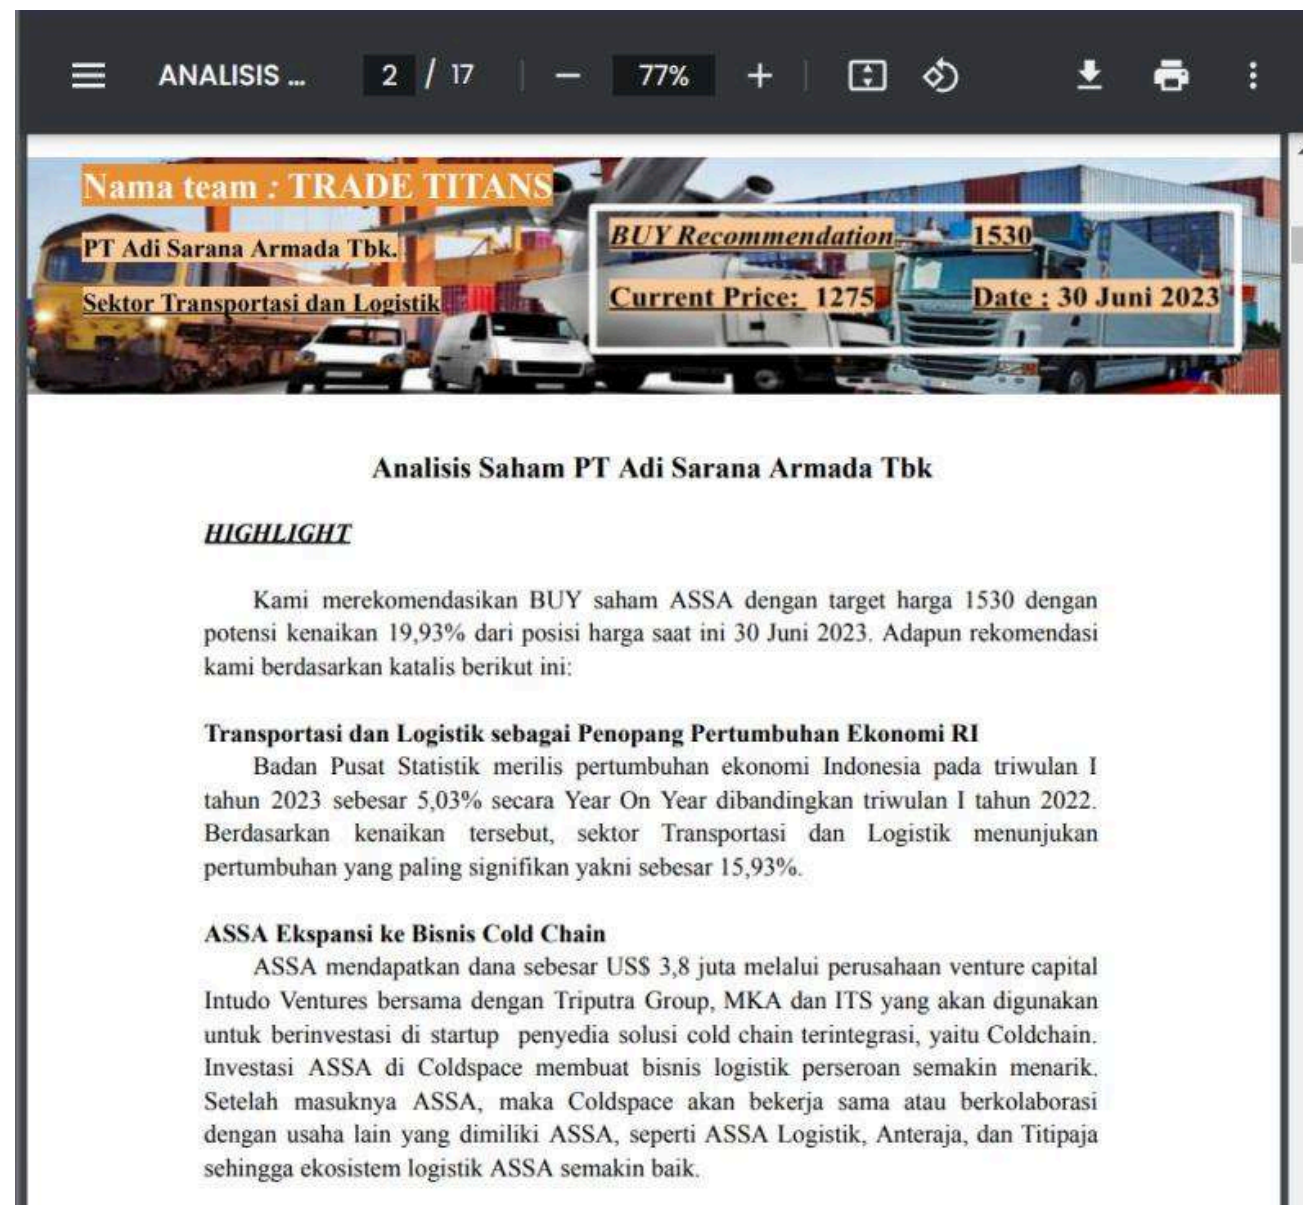 ANALISIS ...
2 / 17
77%
Nama team : TRADE TITANS
PT Adi Sarana Armada Tbk.
Sektor Transportasi dan Logistik
BUY Recommendation 1530
Current Price: 1275 Date : 30 Juni 2023
Analisis Saham PT Adi Sarana Armada Tbk
HIGHLIGHT
Kami merekomendasikan BUY saham ASSA dengan target harga 1530 dengan
potensi kenaikan 19,93% dari posisi harga saat ini 30 Juni 2023. Adapun rekomendasi
kami berdasarkan katalis berikut ini:
Transportasi dan Logistik sebagai Penopang Pertumbuhan Ekonomi RI
Badan Pusat Statistik merilis pertumbuhan ekonomi Indonesia pada triwulan I
tahun 2023 sebesar 5,03% secara Year On Year dibandingkan triwulan I tahun 2022.
Berdasarkan kenaikan tersebut, sektor Transportasi dan Logistik menunjukan
pertumbuhan yang paling signifikan yakni sebesar 15,93%.
ASSA Ekspansi ke Bisnis Cold Chain
ASSA mendapatkan dana sebesar US$ 3,8 juta melalui perusahaan venture capital
Intudo Ventures bersama dengan Triputra Group, MKA dan ITS yang akan digunakan
untuk berinvestasi di startup penyedia solusi cold chain terintegrasi, yaitu Coldchain.
Investasi ASSA di Coldspace membuat bisnis logistik perseroan semakin menarik.
Setelah masuknya ASSA, maka Coldspace akan bekerja sama atau berkolaborasi
dengan usaha lain yang dimiliki ASSA, seperti ASSA Logistik, Anteraja, dan Titipaja
sehingga ekosistem logistik ASSA semakin baik.